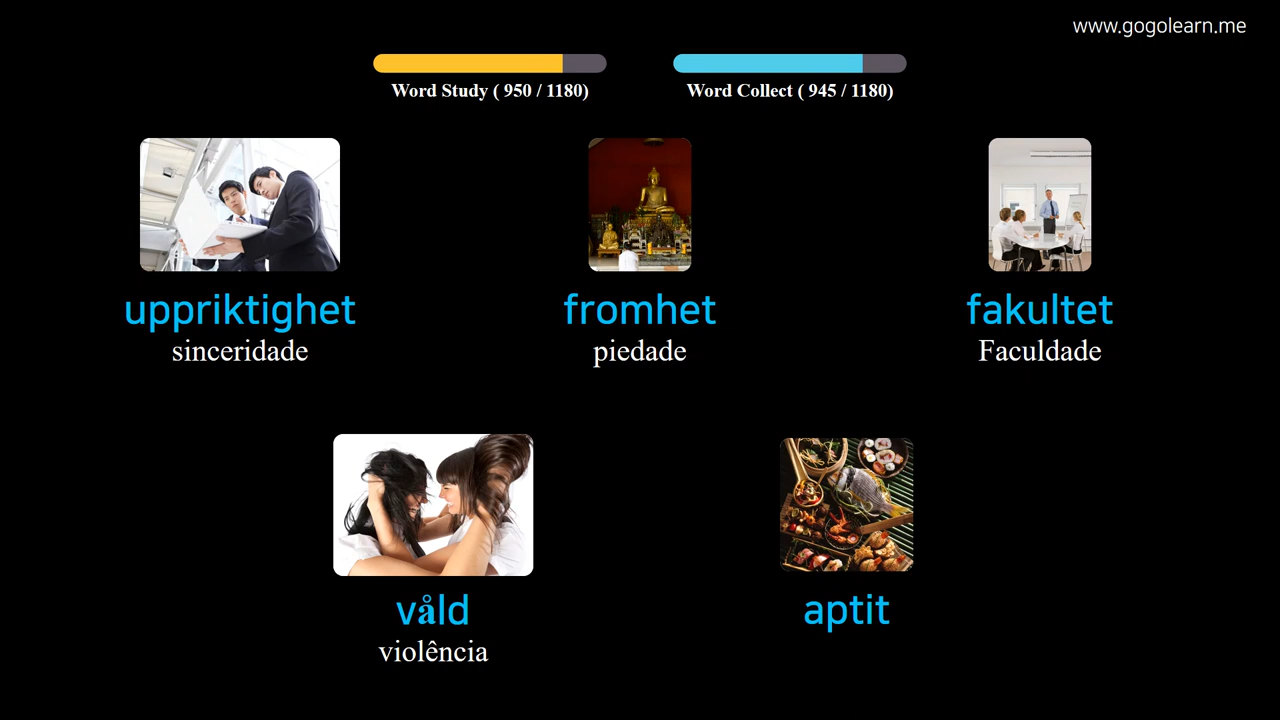 www.gogolearn.me
Word Study ( 950 / 1180)
Word Collect ( 945 / 1180)
uppriktighet
sinceridade
fromhet
piedade
fakultet
Faculdade
våld
violência
aptit